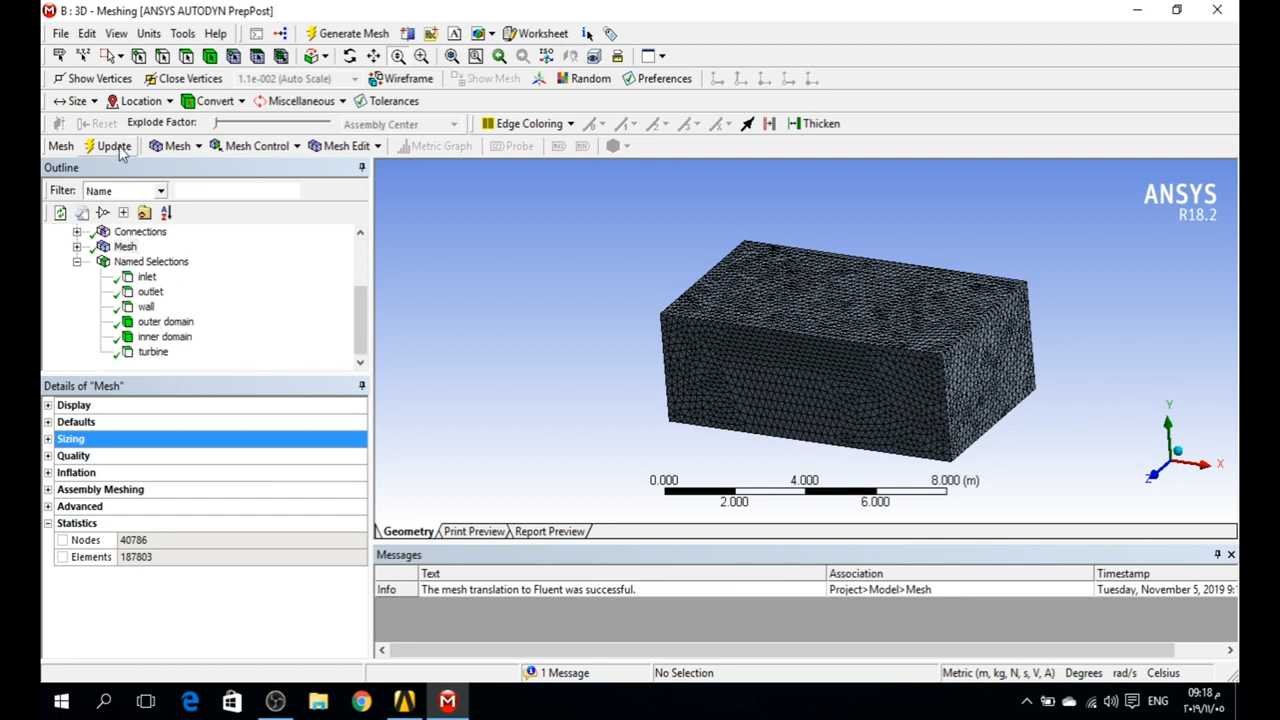 B : 3D - Meshing [ANSYS AUTODYN PrepPost]
File Edit View Units Tools Help Generate Mesh Worksheet
Show Vertices Close Vertices 1.1e-002 (Auto Scale) Wireframe Show Mesh Random Preferences
Size Location Convert Miscellaneous Tolerances
Reset Explode Factor: Assembly Center Edge Coloring Thicken
Mesh Update Mesh Mesh Control Mesh Edit Metric Graph Probe
Outline
Filter: Name
Connections
Mesh
Named Selections
inlet
outlet
wall
outer domain
inner domain
turbine
Details of "Mesh"
Display
Defaults
Sizing
Quality
Inflation
Assembly Meshing
Advanced
Statistics
Nodes 40786
Elements 187803
ANSYS
R18.2
Y
X
Z
0.000 4.000 8.000 (m)
2.000 6.000
Geometry Print Preview Report Preview
Messages
Text Association Timestamp
Info The mesh translation to Fluent was successful. Project>Model>Mesh Tuesday, November 5, 2019 9:
1 Message No Selection Metric (m, kg, N, s, V, A) Degrees rad/s Celsius
ENG
09:18 م
٢٠١٩/١١/٠٥